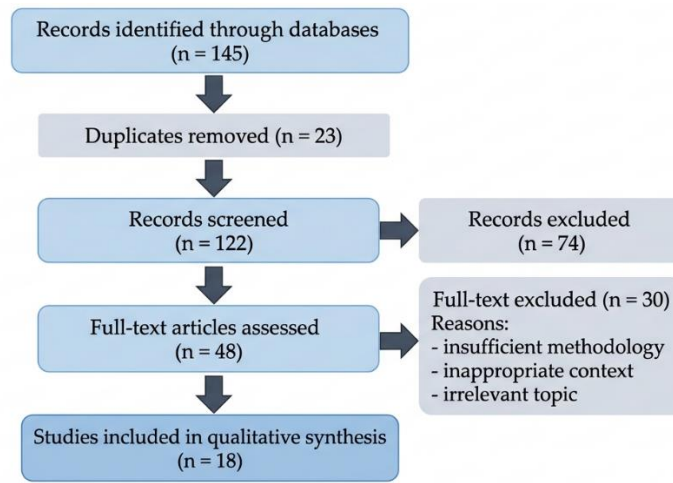 Records identified through databases
(n = 145)
Duplicates removed (n = 23)
Records screened
(n = 122)
Records excluded
(n = 74)
Full-text articles assessed
(n = 48)
Full-text excluded (n = 30)
Reasons:
- insufficient methodology
- inappropriate context
- irrelevant topic
Studies included in qualitative synthesis
(n = 18)